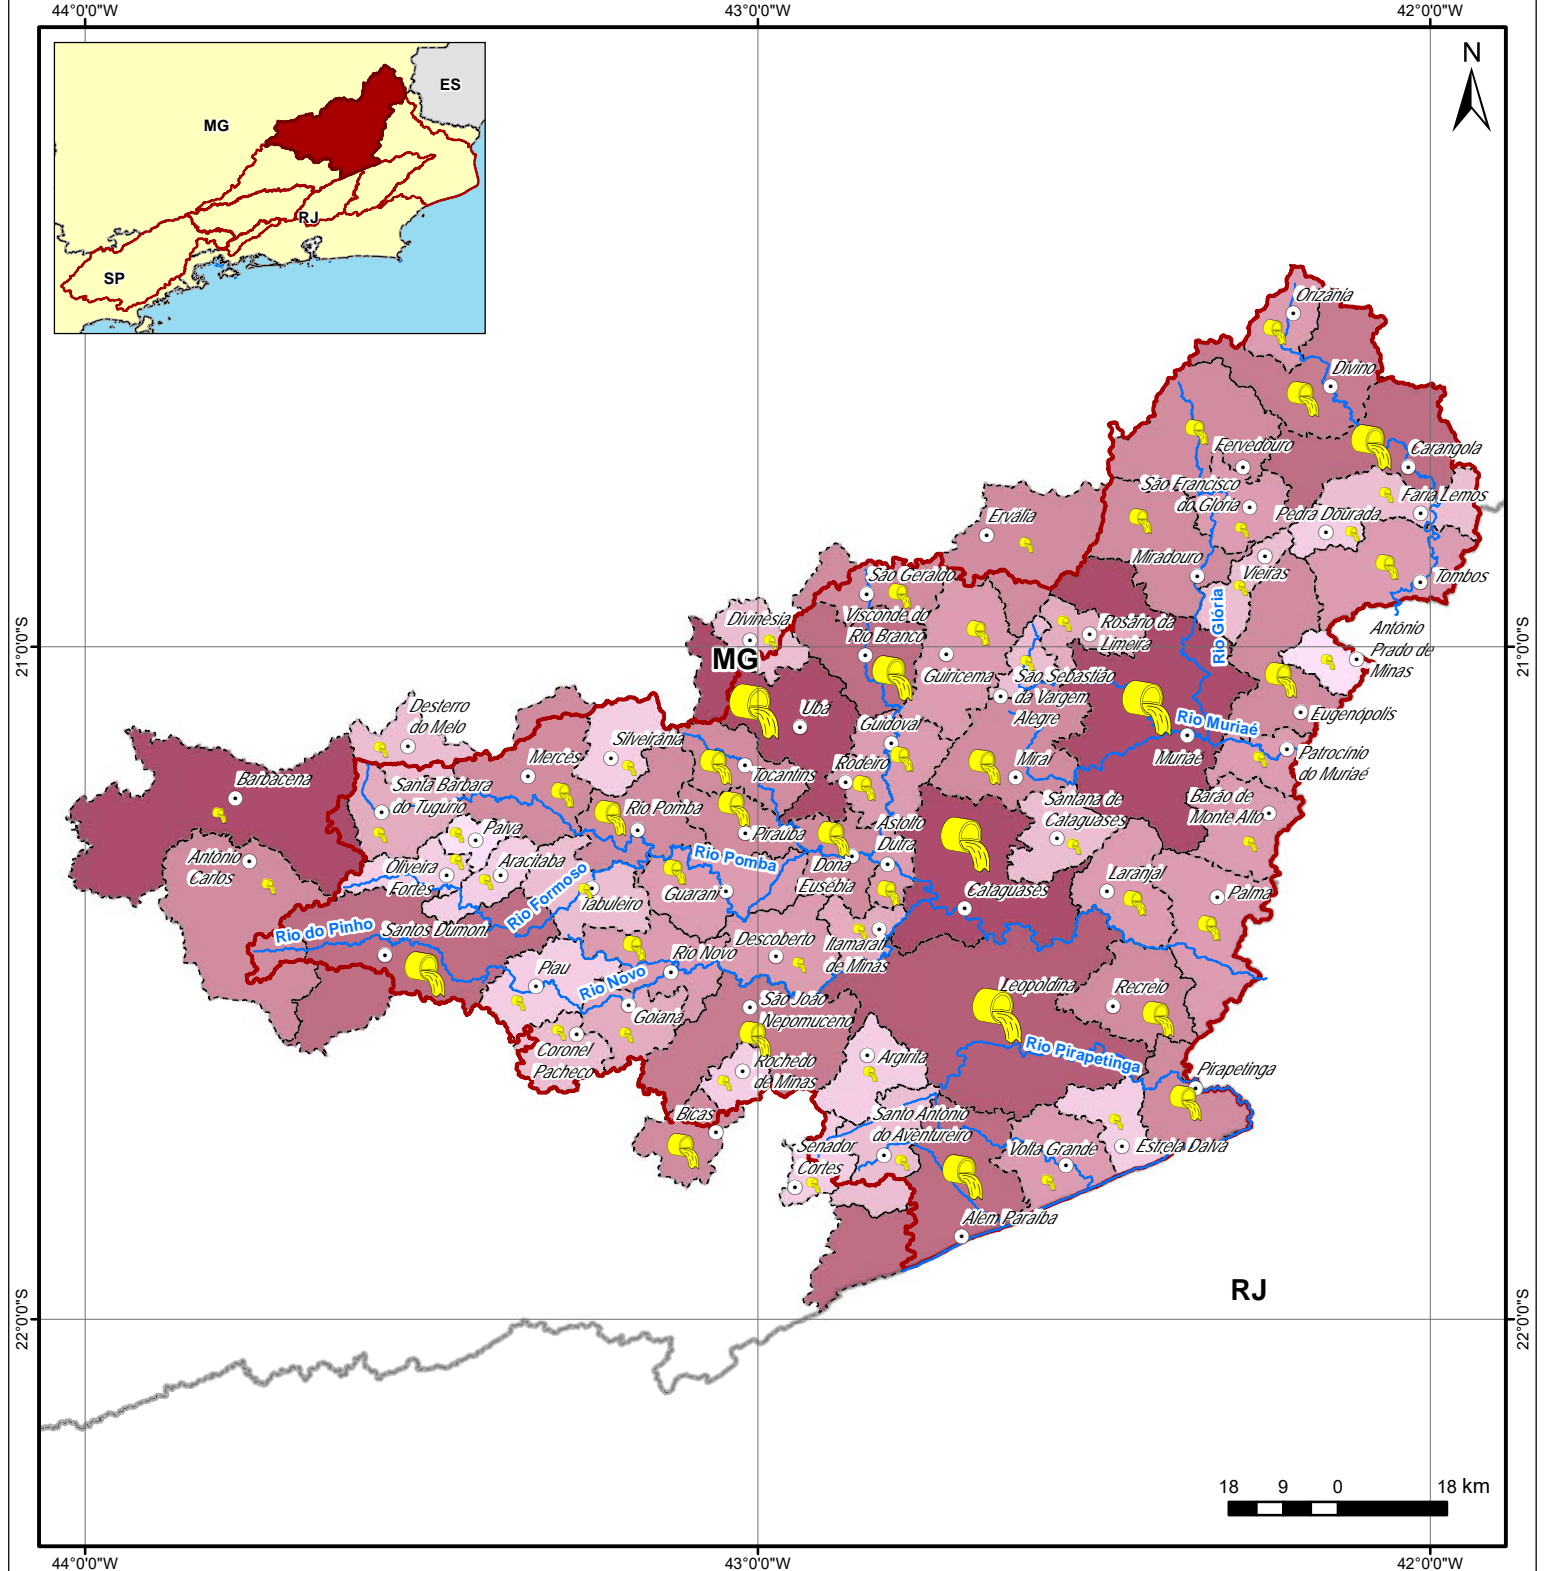 44°0'0"W
43°0'0"W
42°0'0"W
N
ES
MG
RJ
SP
Orizânia
Divino
Carangola
Fervedouro
São Francisco
do Glória
Faria Lemos
Pedra Dourada
Ervália
Miradouro
Vieiras
Tombos
São Geraldo
Visconde do
Rio Branco
Divinésia
Rosário da
Limeira
Rio Glória
Antônio
Prado de
Minas
21°0'0"S
21°0'0"S
MG
Guiricema
São Sebastião
da Vargem
Alegre
Ubá
Guidoval
Eugenópolis
Desterro
do Melo
Silveirânia
Rio Muriaé
Muriaé
Patrocínio
do Muriaé
Mercês
Tocantins
Rodeiro
Miraí
Barbacena
Santa Bárbara
do Tugúrio
Santana de
Cataguases
Barão de
Monte Alto
Rio Pomba
Paiva
Piraúba
Astolfo
Dutra
Antônio
Carlos
Oliveira
Fortes
Aracitaba
Rio Pomba
Dona
Eusébia
Laranjal
Rio Formoso
Tabuleiro
Guarani
Cataguases
Palma
Rio do Pinho
Santos Dumont
Descoberto
Itamarati
de Minas
Rio Novo
Piau
Rio Novo
Leopoldina
Recreio
Goianá
São João
Nepomuceno
Coronel
Pacheco
Argirita
Rio Pirapetinga
Rochedo
de Minas
Pirapetinga
Bicas
Santo Antônio
do Aventureiro
Senador
Cortes
Volta Grande
Estrela Dalva
Além Paraíba
RJ
22°0'0"S
22°0'0"S
18 9 0 18 km
44°0'0"W
43°0'0"W
42°0'0"W